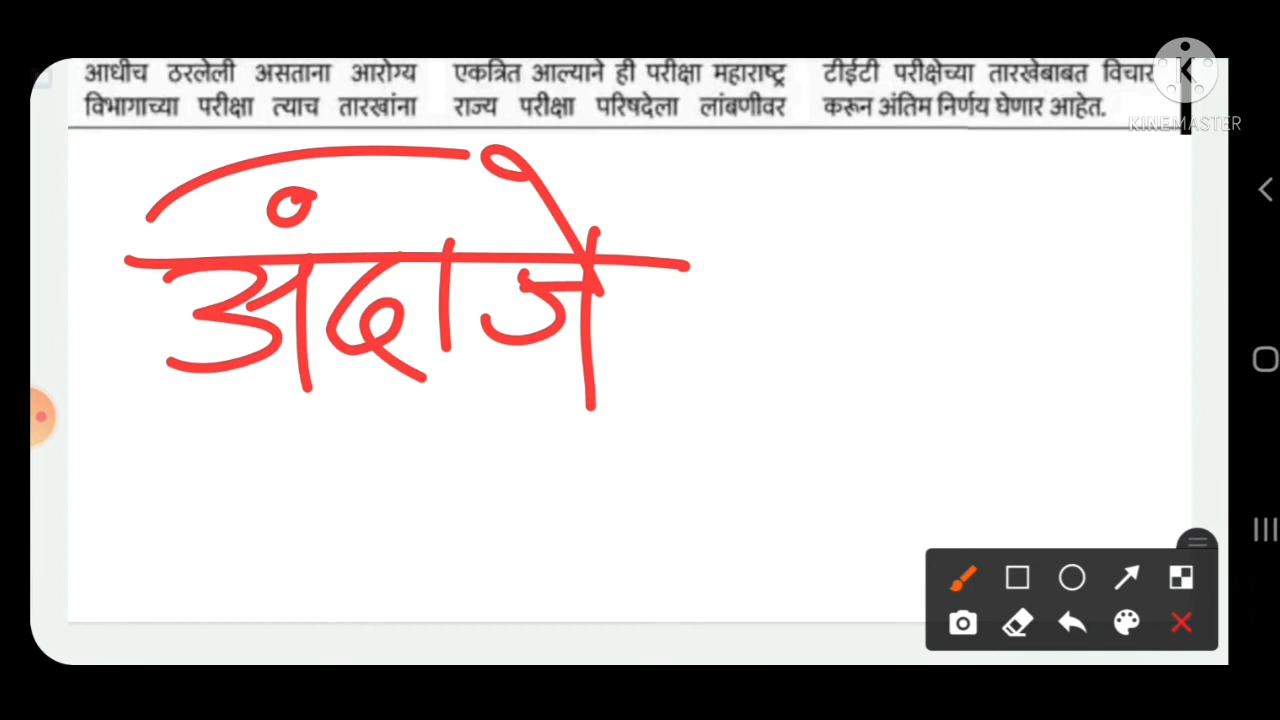 आधीच ठरलेली असताना आरोग्य
विभागाच्या परीक्षा त्याच तारखांना
एकत्रित आल्याने ही परीक्षा महाराष्ट्र
राज्य परीक्षा परिषदेला लांबणीवर
टीईटी परीक्षेच्या तारखेबाबत विचार
करून अंतिम निर्णय घेणार आहेत.
K
KINEMASTER
अंदाजे